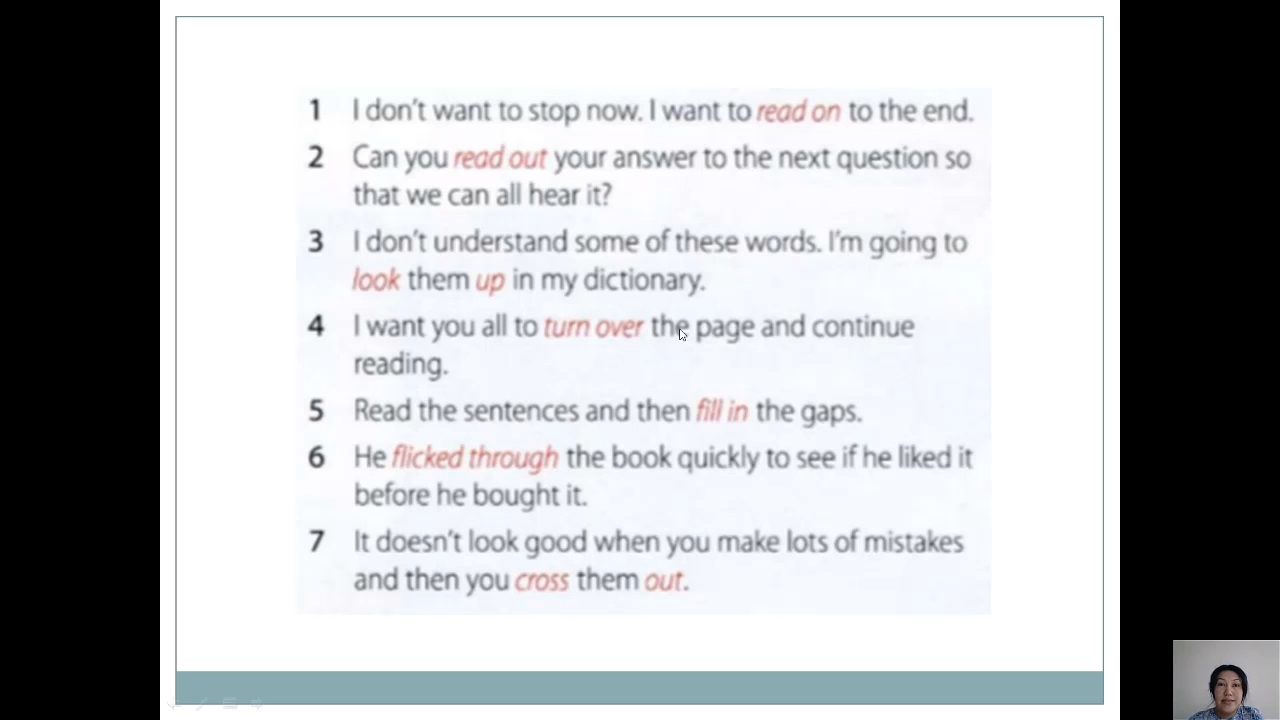 1 I don't want to stop now. I want to read on to the end.
2 Can you read out your answer to the next question so
that we can all hear it?
3 I don't understand some of these words. I'm going to
look them up in my dictionary.
4 I want you all to turn over the page and continue
reading.
5 Read the sentences and then fill in the gaps.
6 He flicked through the book quickly to see if he liked it
before he bought it.
7 It doesn't look good when you make lots of mistakes
and then you cross them out.